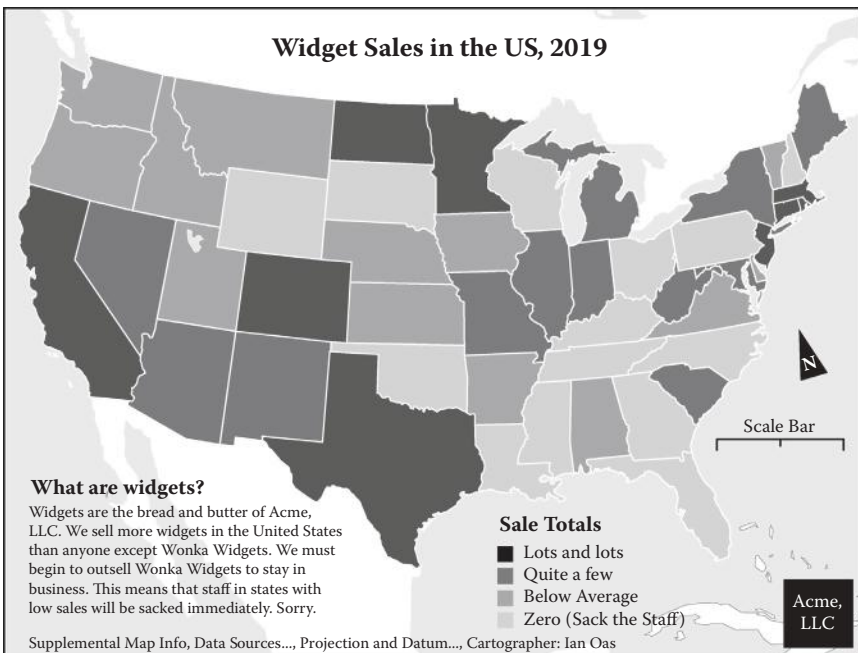 Widget Sales in the US, 2019
N
Scale Bar
What are widgets?
Widgets are the bread and butter of Acme,
LLC. We sell more widgets in the United States
than anyone except Wonka Widgets. We must
begin to outsell Wonka Widgets to stay in
business. This means that staff in states with
low sales will be sacked immediately. Sorry.
Sale Totals
Lots and lots
Quite a few
Below Average
Zero (Sack the Staff)
Acme,
LLC
Supplemental Map Info, Data Sources..., Projection and Datum..., Cartographer: Ian Oas